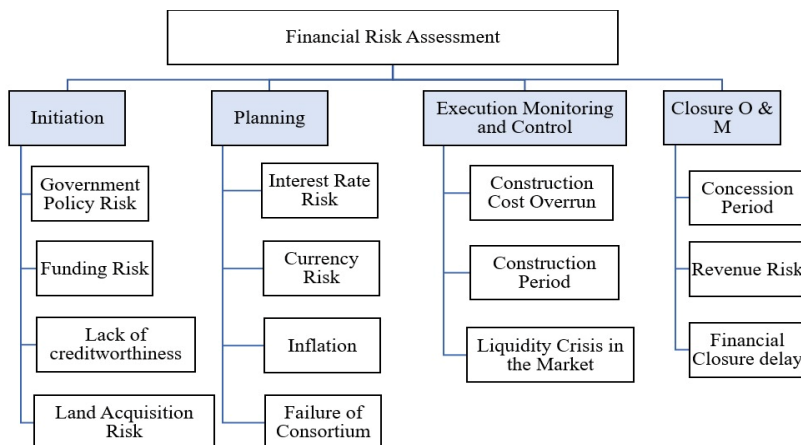 Financial Risk Assessment
Initiation
Government
Policy Risk
Funding Risk
Lack of
creditworthiness
Land Acquisition
Risk
Planning
Interest Rate
Risk
Currency
Risk
Inflation
Failure of
Consortium
Execution Monitoring
and Control
Construction
Cost Overrun
Construction
Period
Liquidity Crisis in
the Market
Closure O &
M
Concession
Period
Revenue Risk
Financial
Closure delay